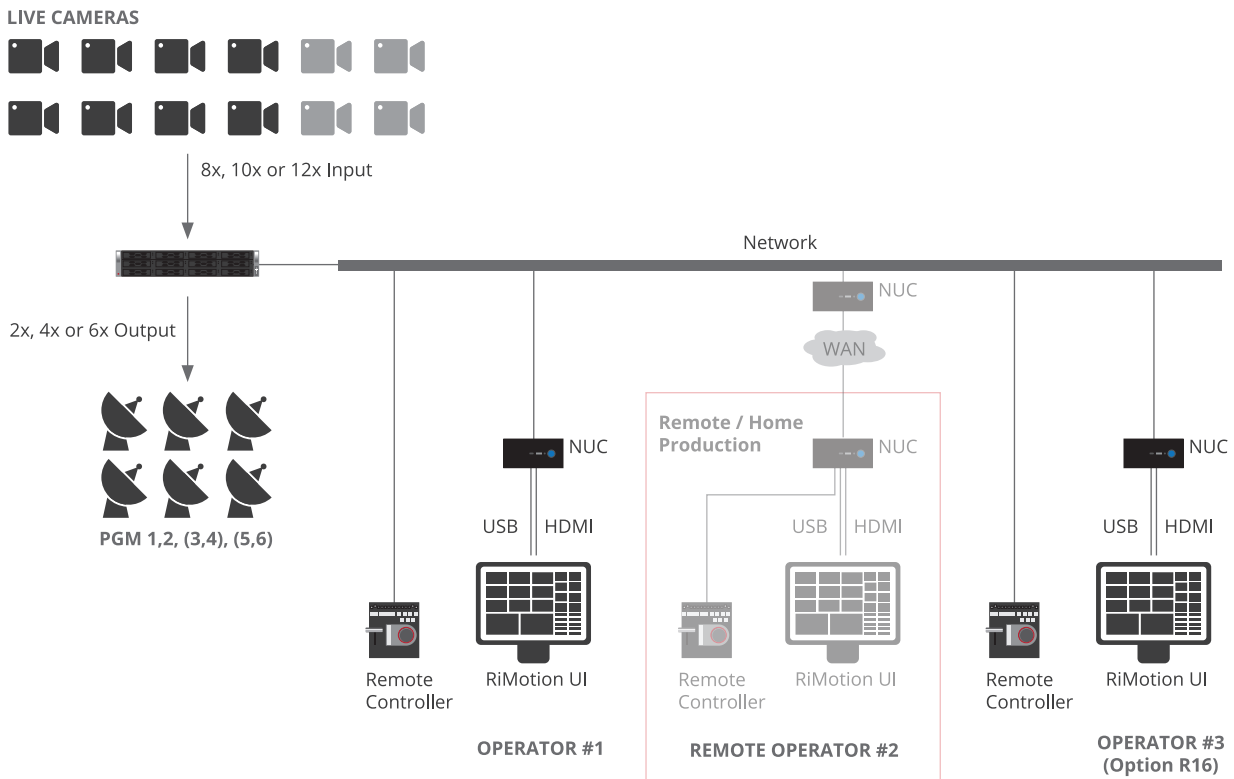 LIVE CAMERAS
8x, 10x or 12x Input
Network
NUC
2x, 4x or 6x Output
WAN
Remote / Home
Production
NUC
NUC
NUC
USB
HDMI
USB
HDMI
USB
HDMI
PGM 1,2, (3,4), (5,6)
Remote
Controller
RiMotion UI
Remote
Controller
RiMotion UI
Remote
Controller
RiMotion UI
OPERATOR #1
REMOTE OPERATOR #2
OPERATOR #3
(Option R16)